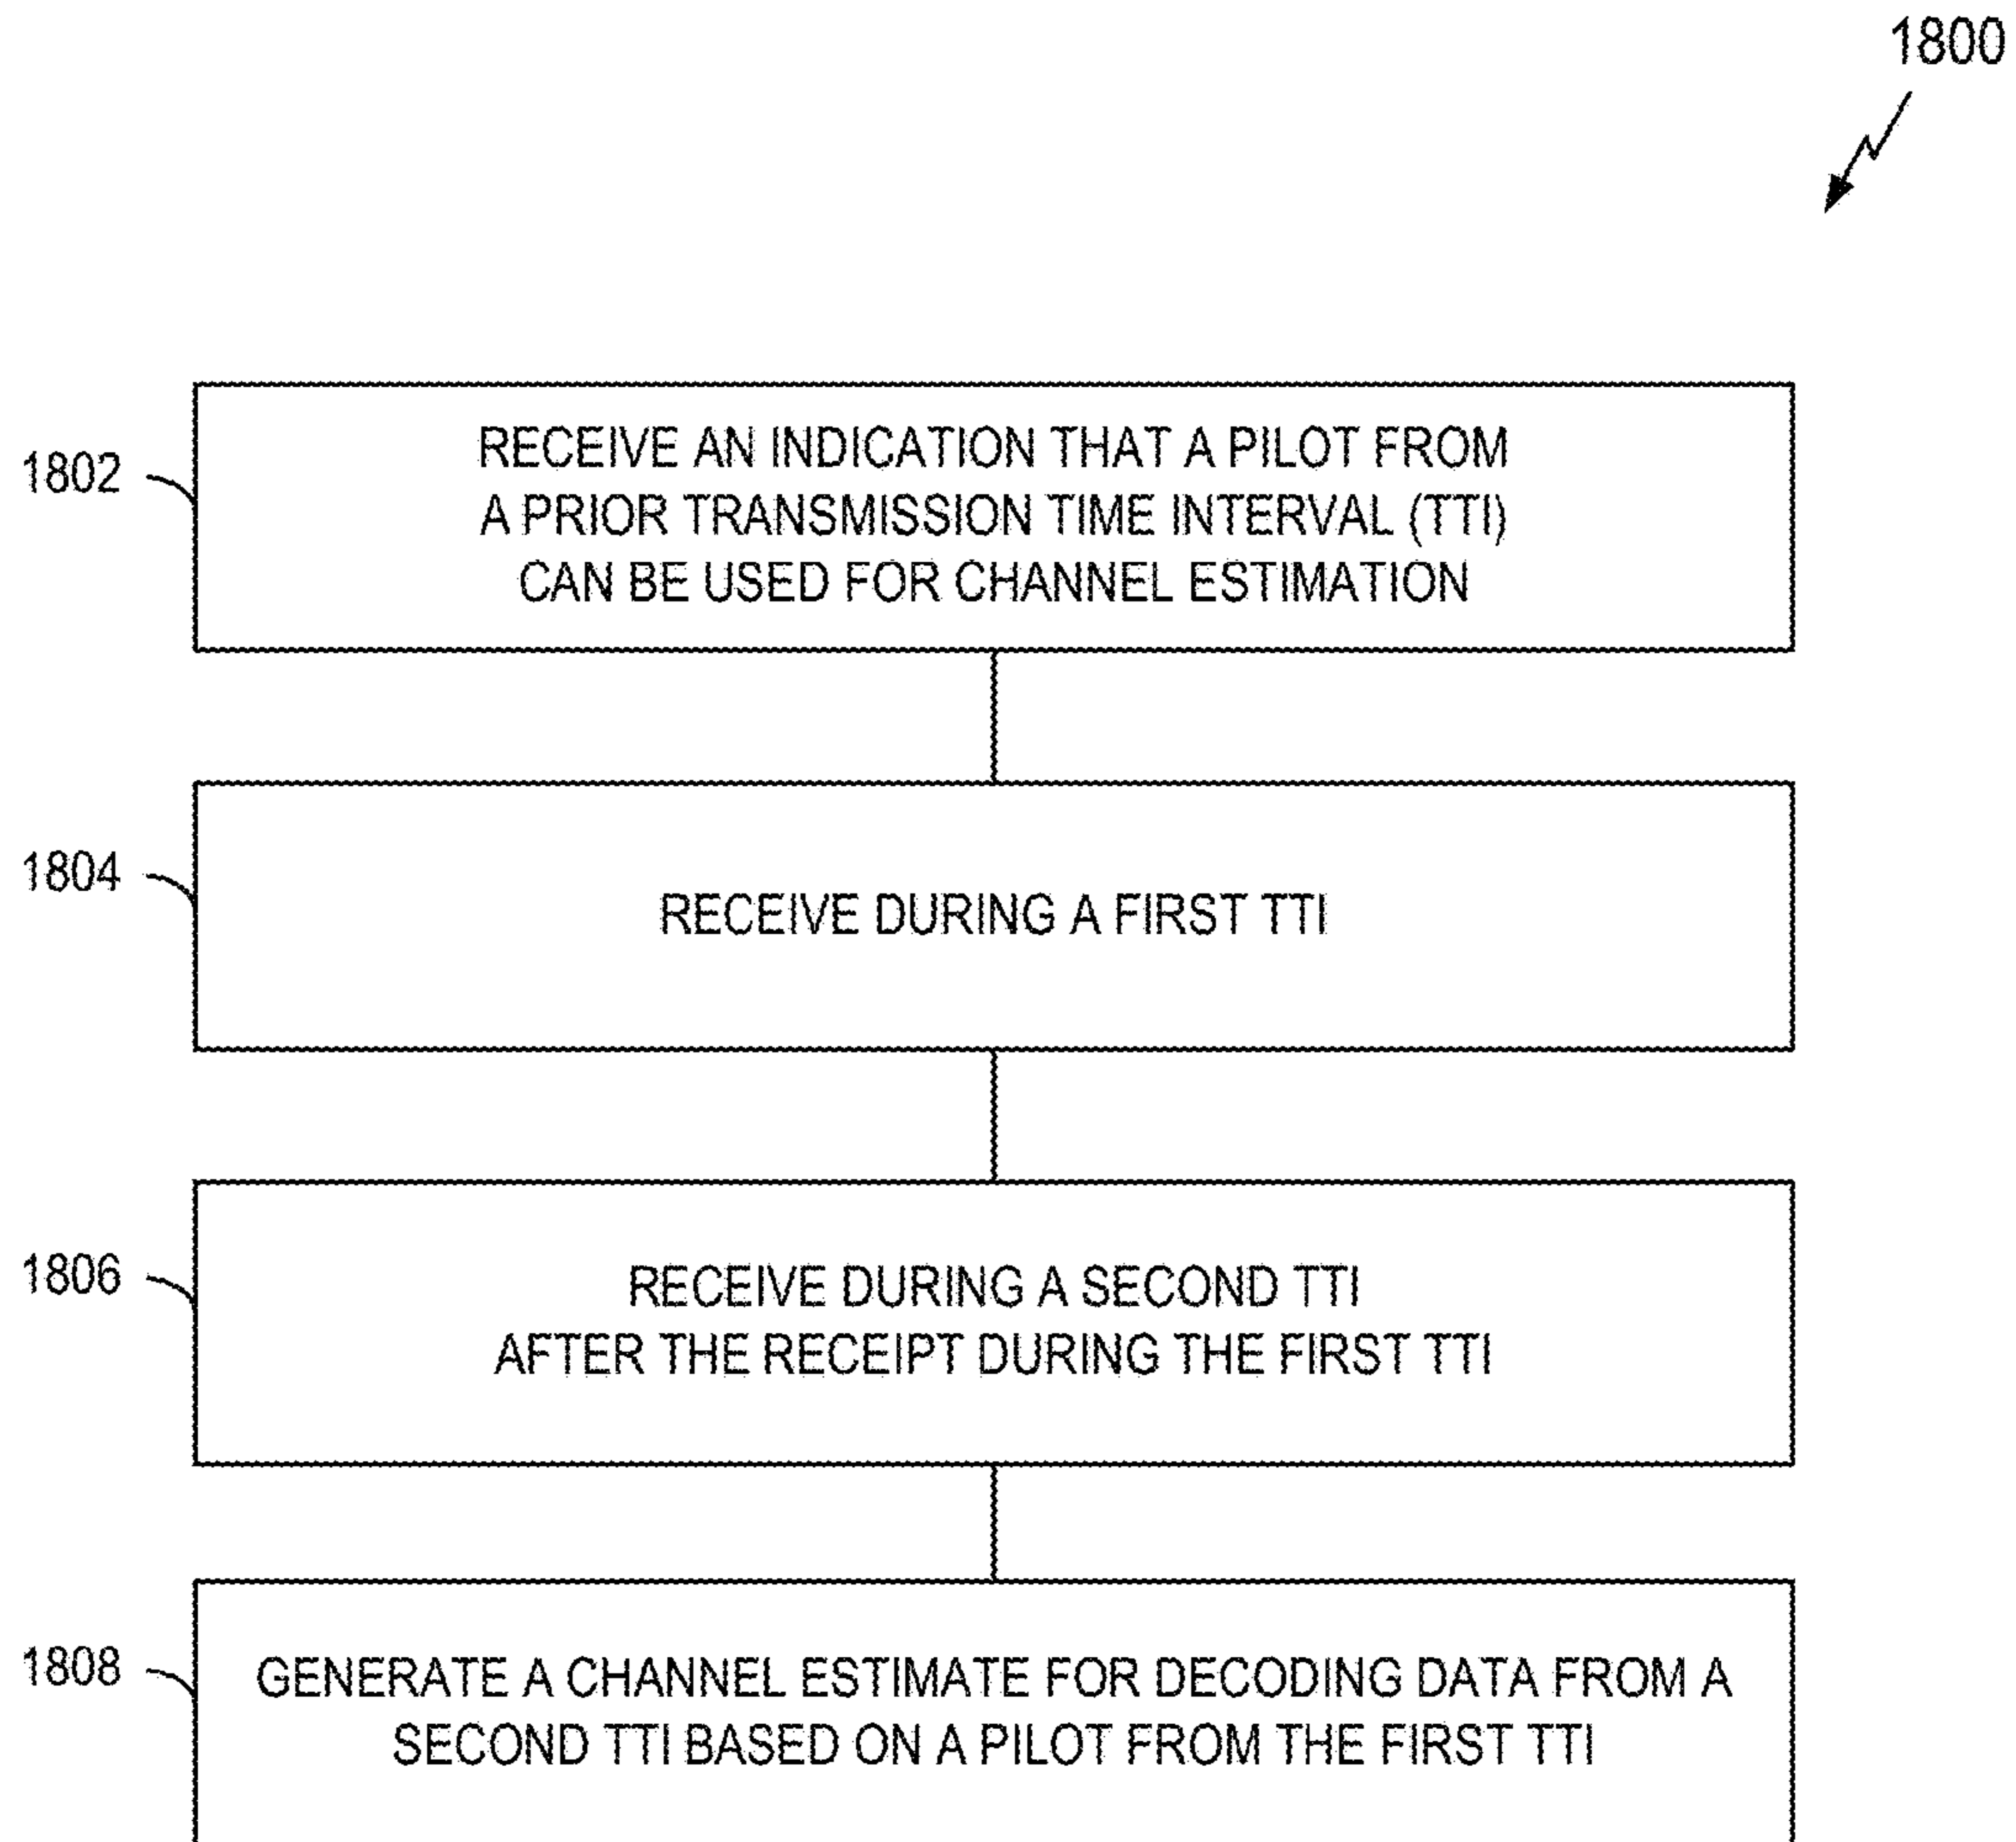 1800
1802
RECEIVE AN INDICATION THAT A PILOT FROM
A PRIOR TRANSMISSION TIME INTERVAL (TTI)
CAN BE USED FOR CHANNEL ESTIMATION
1804
RECEIVE DURING A FIRST TTI
1806
RECEIVE DURING A SECOND TTI
AFTER THE RECEIPT DURING THE FIRST TTI
1808
GENERATE A CHANNEL ESTIMATE FOR DECODING DATA FROM A
SECOND TTI BASED ON A PILOT FROM THE FIRST TTI